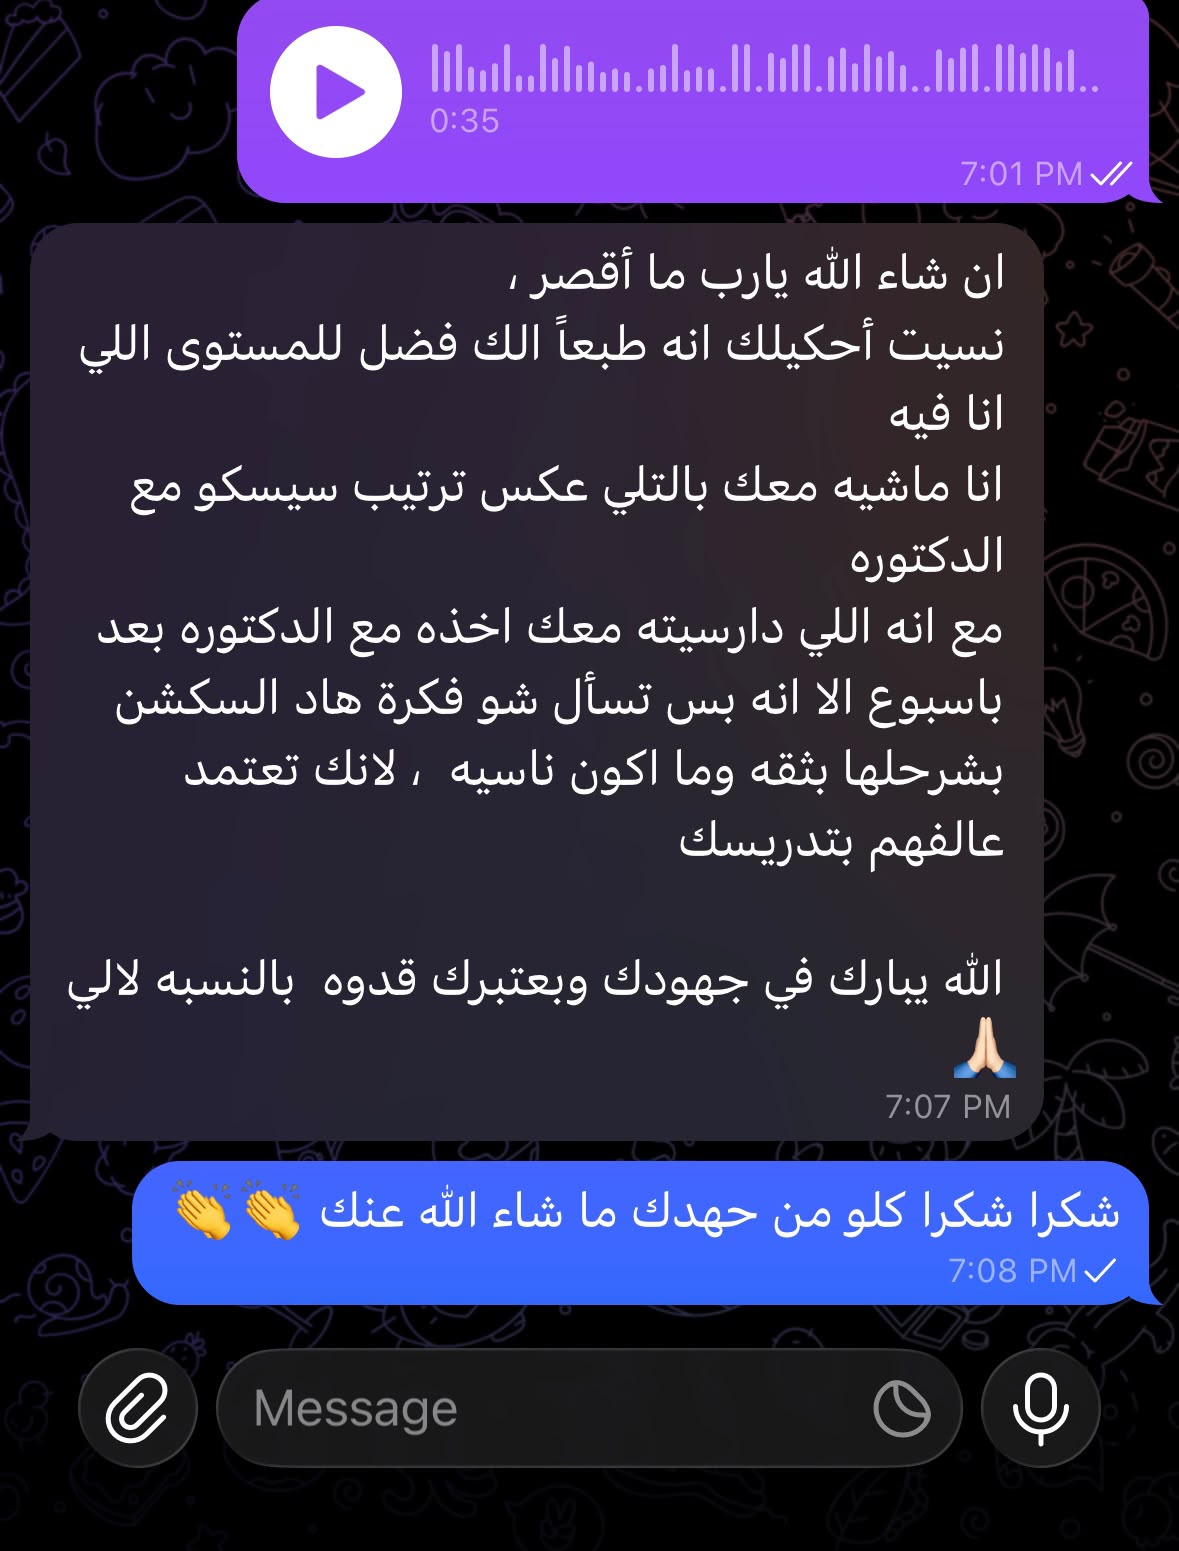 0:35
7:01 PM
ان شاء الله يارب ما أقصر ،
نسيت أحكيلك انه طبعاً الك فضل للمستوى اللي
انا فيه
انا ماشيه معك بالتلي عكس ترتيب سيسكو مع
الدكتوره
مع انه اللي دارسيته معك اخذه مع الدكتوره بعد
باسبوع الا انه بس تسأل شو فكرة هاد السكشن
بشرحلها بثقه وما اكون ناسيه ، لانك تعتمد
عالفهم بتدريسك
الله يبارك في جهودك وبعتبرك قدوه بالنسبه لالي
🙏🏻
7:07 PM
شكرا شكرا كلو من حهدك ما شاء الله عنك 👏👏
7:08 PM
Message